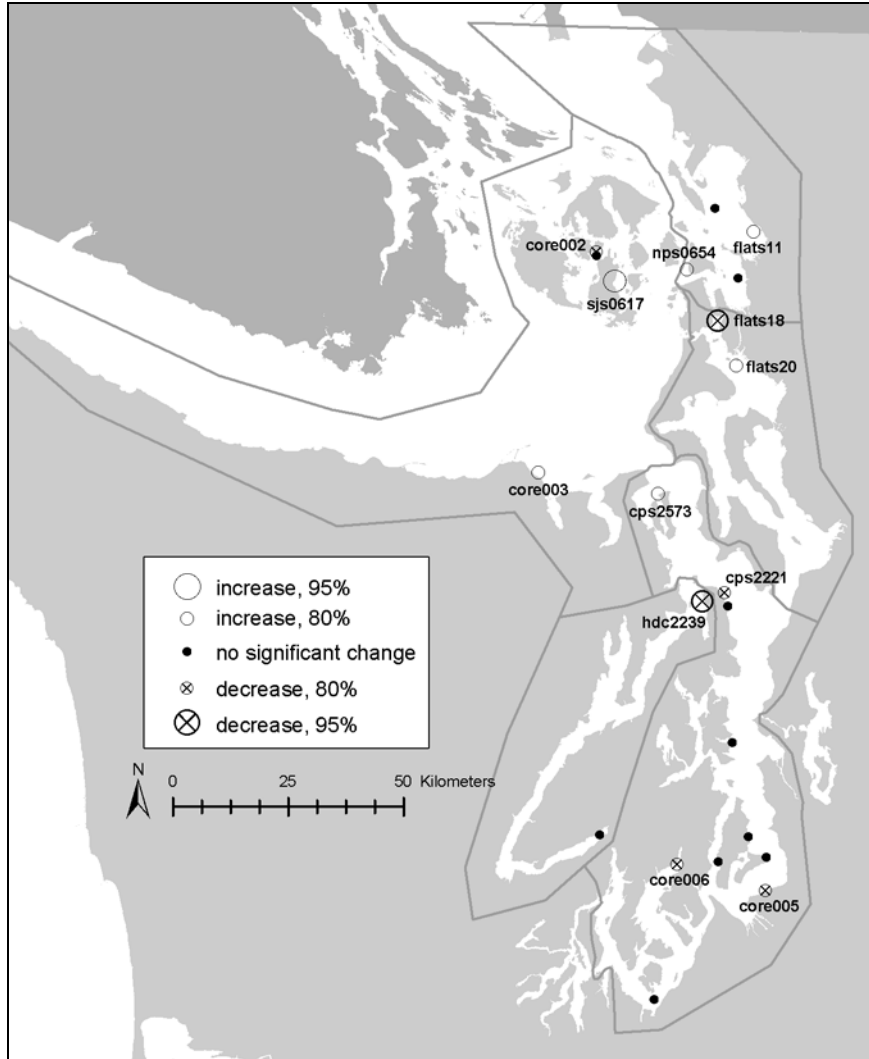 core002
nps0654
flats11
sjs0617
flats18
flats20
core003
cps2573
cps2221
hdc2239
increase, 95%
increase, 80%
no significant change
decrease, 80%
decrease, 95%
N
0 25 50 Kilometers
core006
core005